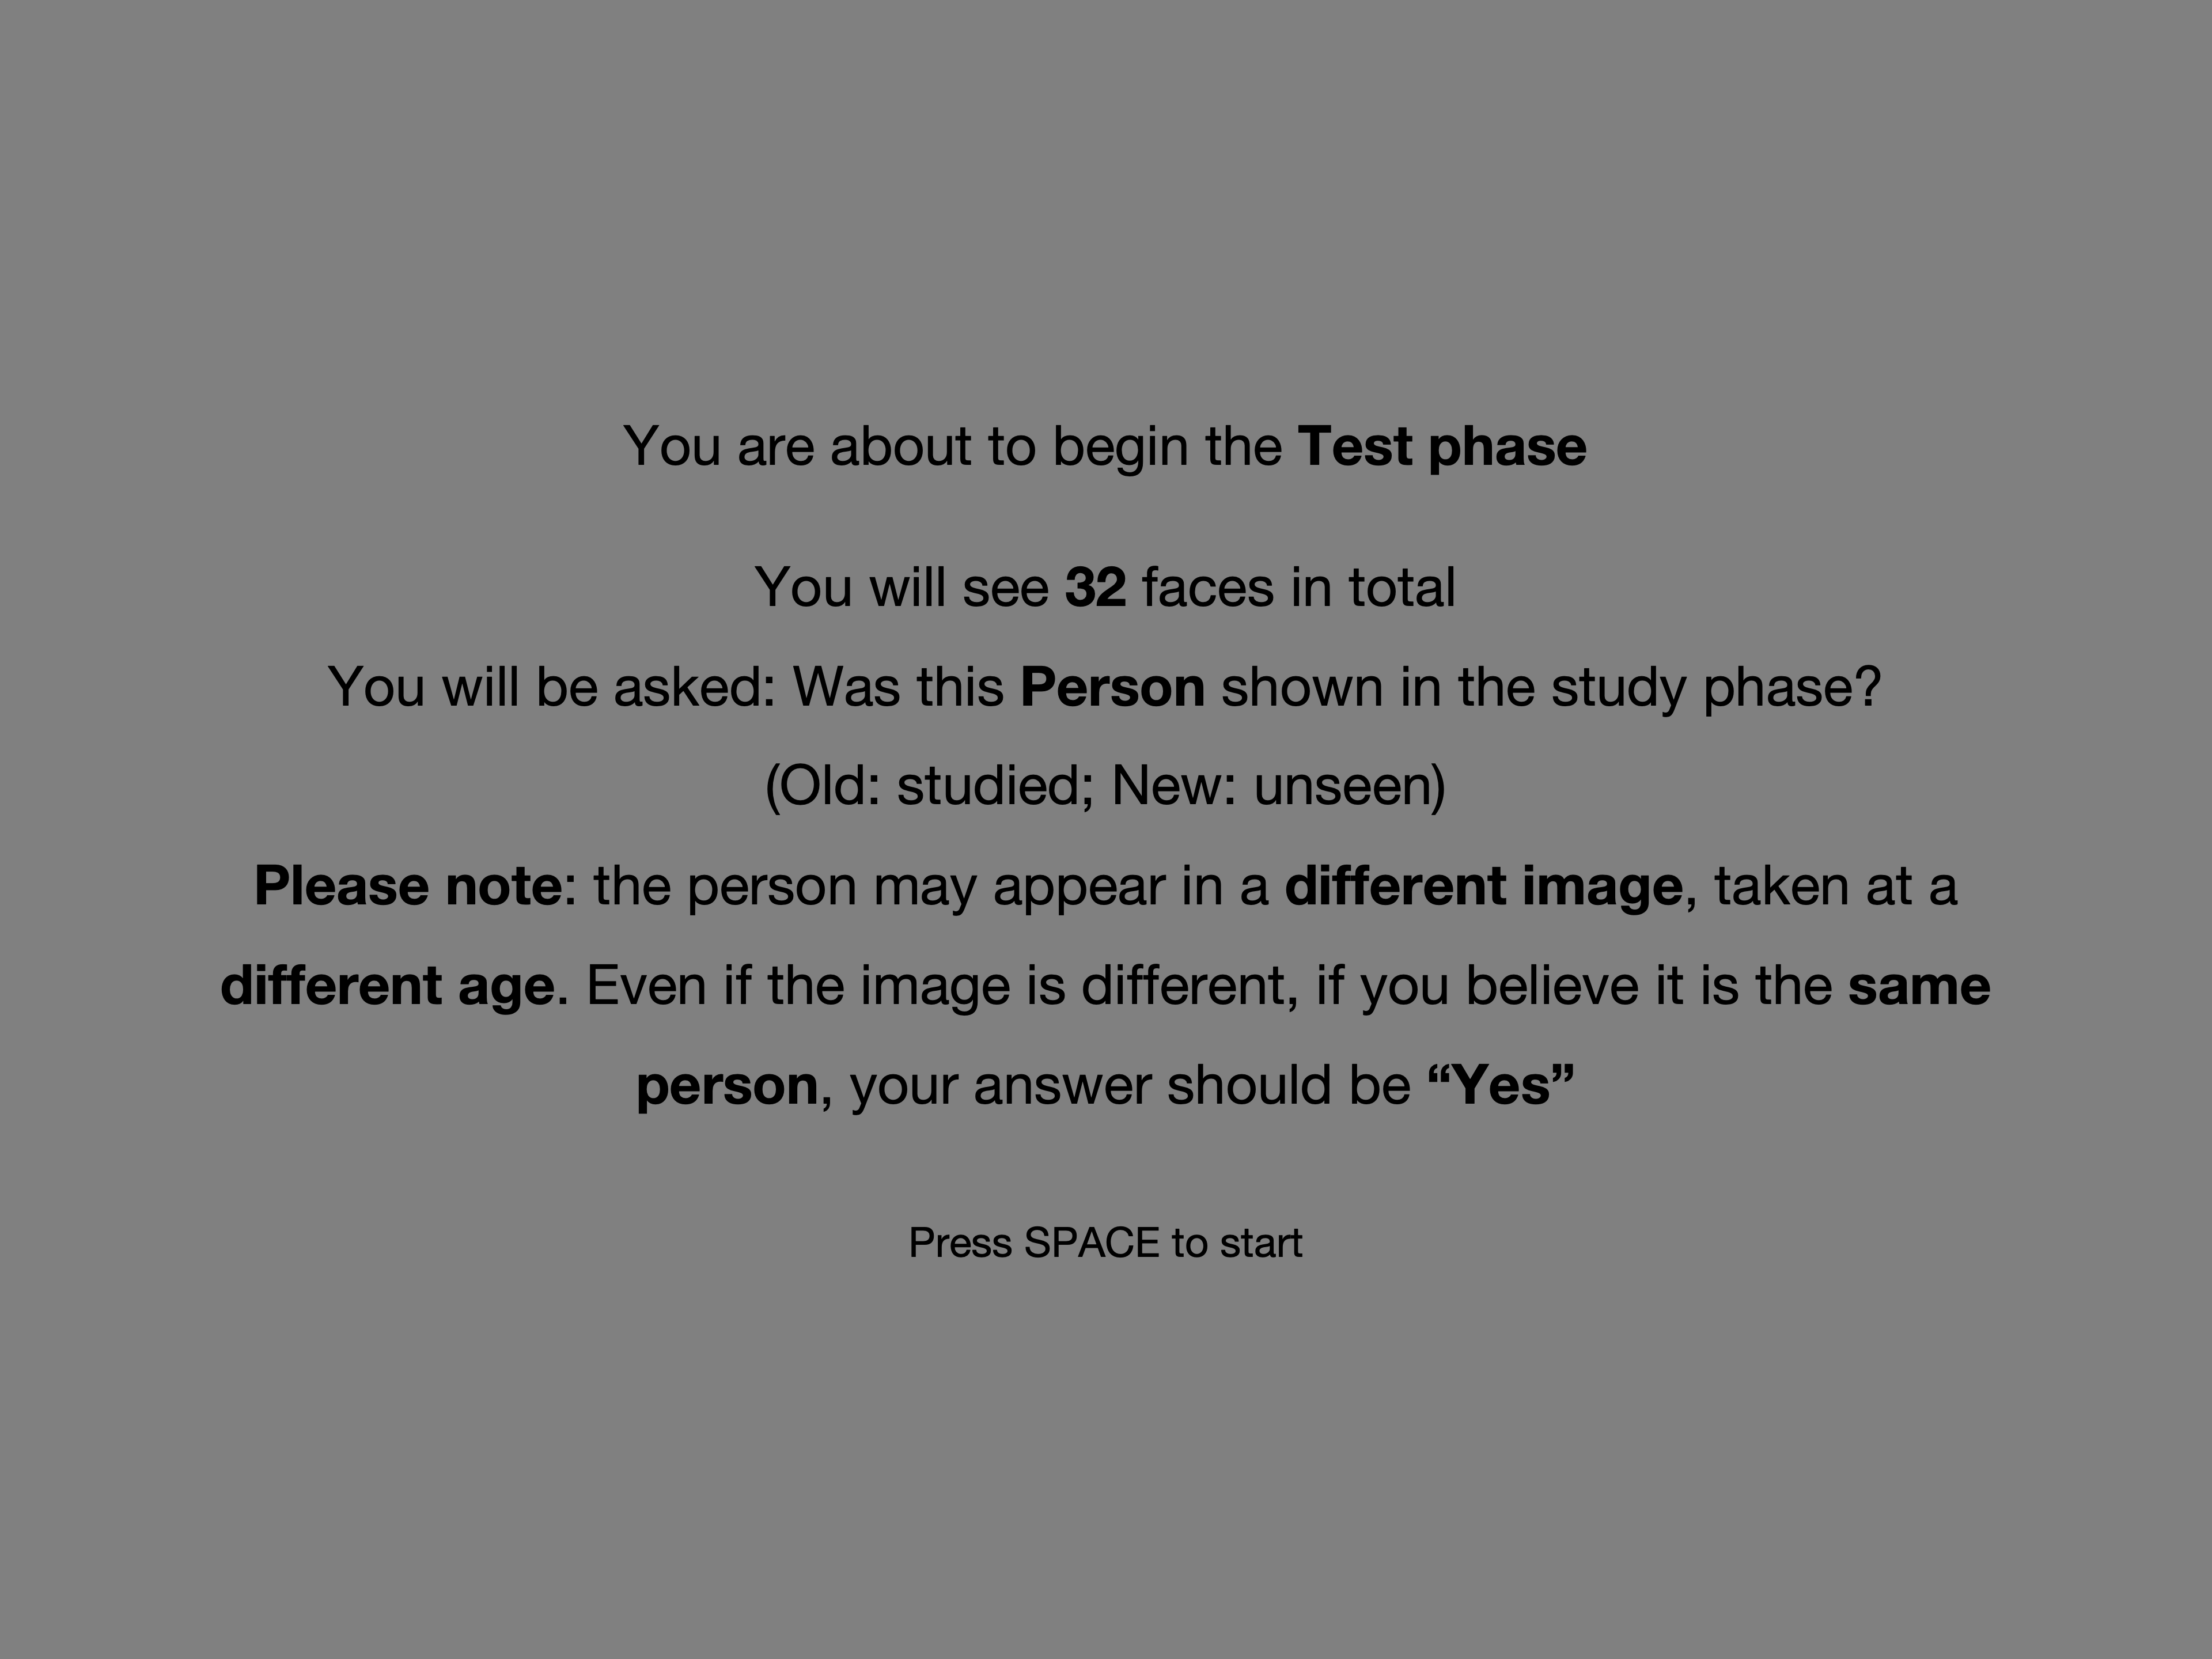 You are about to begin the Test phase
You will see 32 faces in total
You will be asked: Was this Person shown in the study phase?
(Old: studied; New: unseen)
Please note: the person may appear in a different image, taken at a
different age. Even if the image is different, if you believe it is the same
person, your answer should be “Yes”
Press SPACE to start